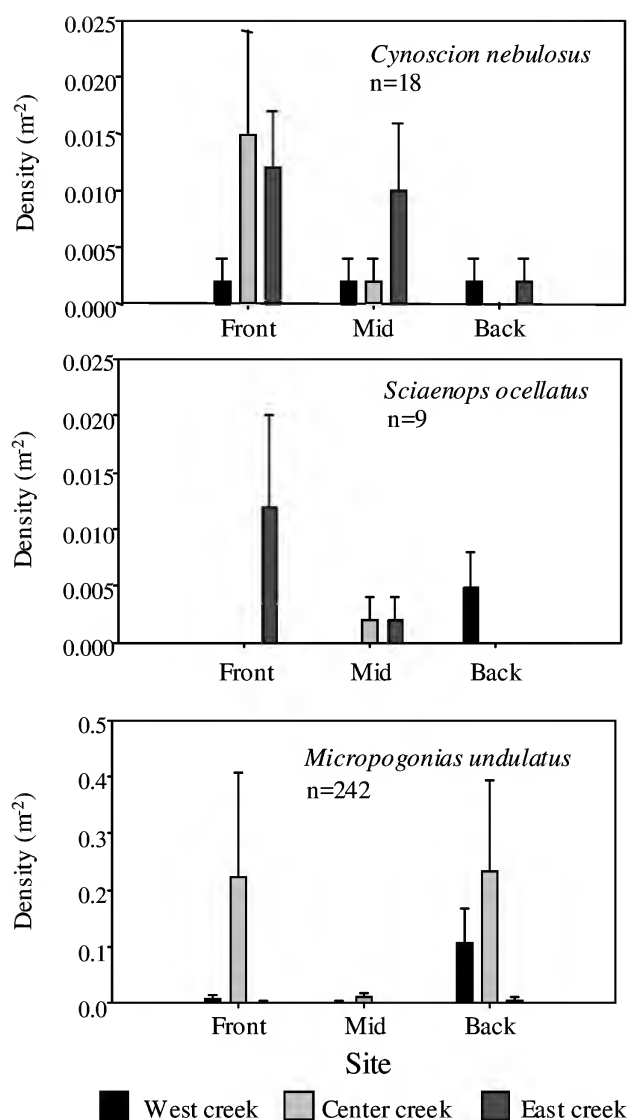 0.025
Cynoscion nebulosus
0.020
n=18
0.015
Density (m⁻²)
0.010
0.005
0.000
Front Mid Back
0.025
Sciaenops ocellatus
0.020
n=9
0.015
Density (m⁻²)
0.010
0.005
0.000
Front Mid Back
0.5
Micropogonias undulatus
0.4
n=242
0.3
Density (m⁻²)
0.2
0.1
0.0
Front Mid Back
Site
West creek Center creek East creek